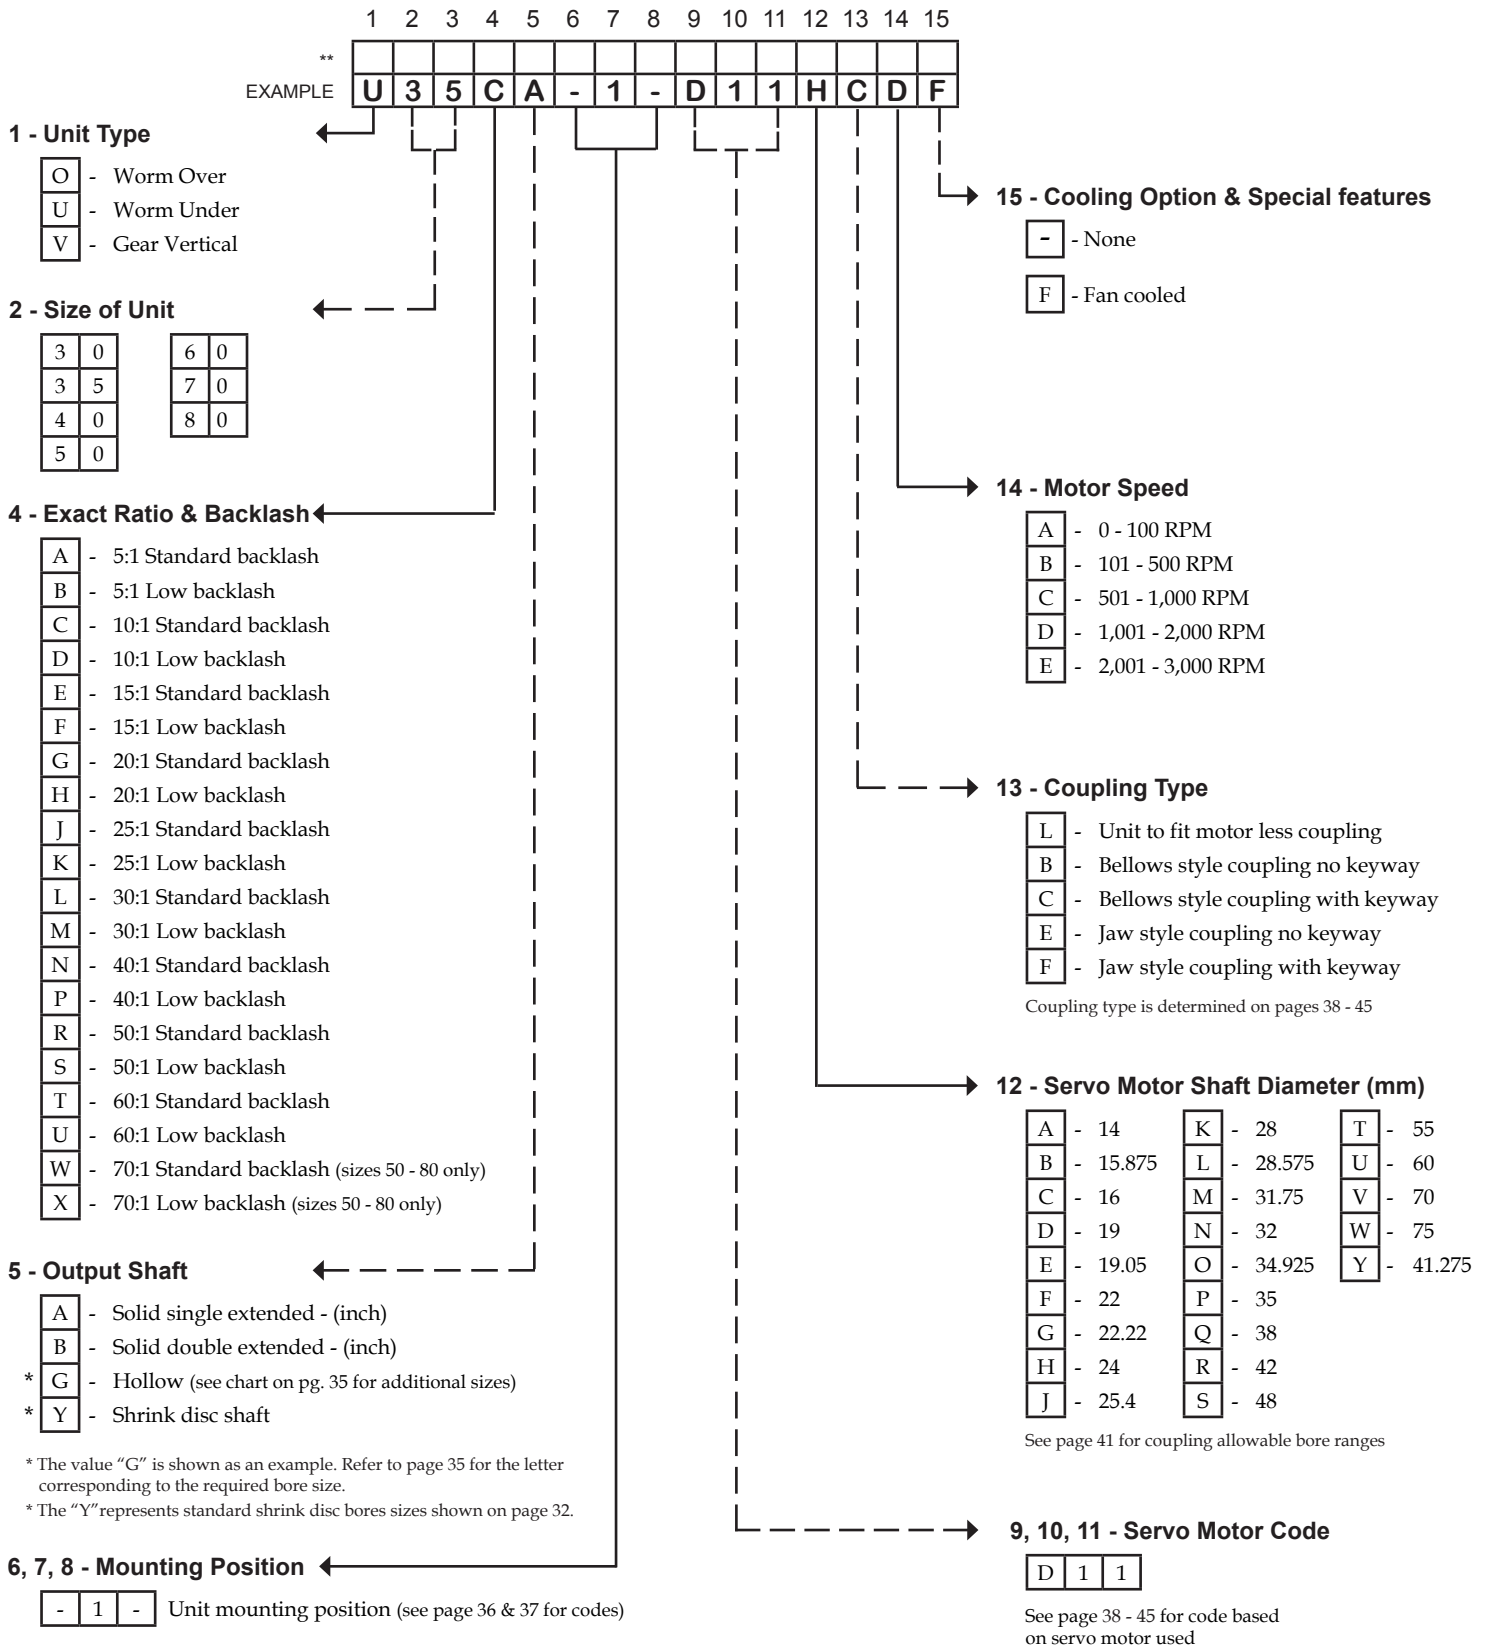 1 2 3 4 5 6 7 8 9 10 11 12 13 14 15
**
EXAMPLE U 3 5 C A - 1 - D 1 1 H C D F
1 - Unit Type
O - Worm Over
U - Worm Under
V - Gear Vertical
2 - Size of Unit
3 0
3 5
4 0
5 0
6 0
7 0
8 0
4 - Exact Ratio & Backlash
A - 5:1 Standard backlash
B - 5:1 Low backlash
C - 10:1 Standard backlash
D - 10:1 Low backlash
E - 15:1 Standard backlash
F - 15:1 Low backlash
G - 20:1 Standard backlash
H - 20:1 Low backlash
J - 25:1 Standard backlash
K - 25:1 Low backlash
L - 30:1 Standard backlash
M - 30:1 Low backlash
N - 40:1 Standard backlash
P - 40:1 Low backlash
R - 50:1 Standard backlash
S - 50:1 Low backlash
T - 60:1 Standard backlash
U - 60:1 Low backlash
W - 70:1 Standard backlash (sizes 50 - 80 only)
X - 70:1 Low backlash (sizes 50 - 80 only)
5 - Output Shaft
A - Solid single extended - (inch)
B - Solid double extended - (inch)
* G - Hollow (see chart on pg. 35 for additional sizes)
* Y - Shrink disc shaft
* The value “G” is shown as an example. Refer to page 35 for the letter
corresponding to the required bore size.
* The “Y”represents standard shrink disc bores sizes shown on page 32.
6, 7, 8 - Mounting Position
- 1 - Unit mounting position (see page 36 & 37 for codes)
15 - Cooling Option & Special features
- - None
F - Fan cooled
14 - Motor Speed
A - 0 - 100 RPM
B - 101 - 500 RPM
C - 501 - 1,000 RPM
D - 1,001 - 2,000 RPM
E - 2,001 - 3,000 RPM
13 - Coupling Type
L - Unit to fit motor less coupling
B - Bellows style coupling no keyway
C - Bellows style coupling with keyway
E - Jaw style coupling no keyway
F - Jaw style coupling with keyway
Coupling type is determined on pages 38 - 45
12 - Servo Motor Shaft Diameter (mm)
A - 14 K - 28 T - 55
B - 15.875 L - 28.575 U - 60
C - 16 M - 31.75 V - 70
D - 19 N - 32 W - 75
E - 19.05 O - 34.925 Y - 41.275
F - 22 P - 35
G - 22.22 Q - 38
H - 24 R - 42
J - 25.4 S - 48
See page 41 for coupling allowable bore ranges
9, 10, 11 - Servo Motor Code
D 1 1
See page 38 - 45 for code based
on servo motor used